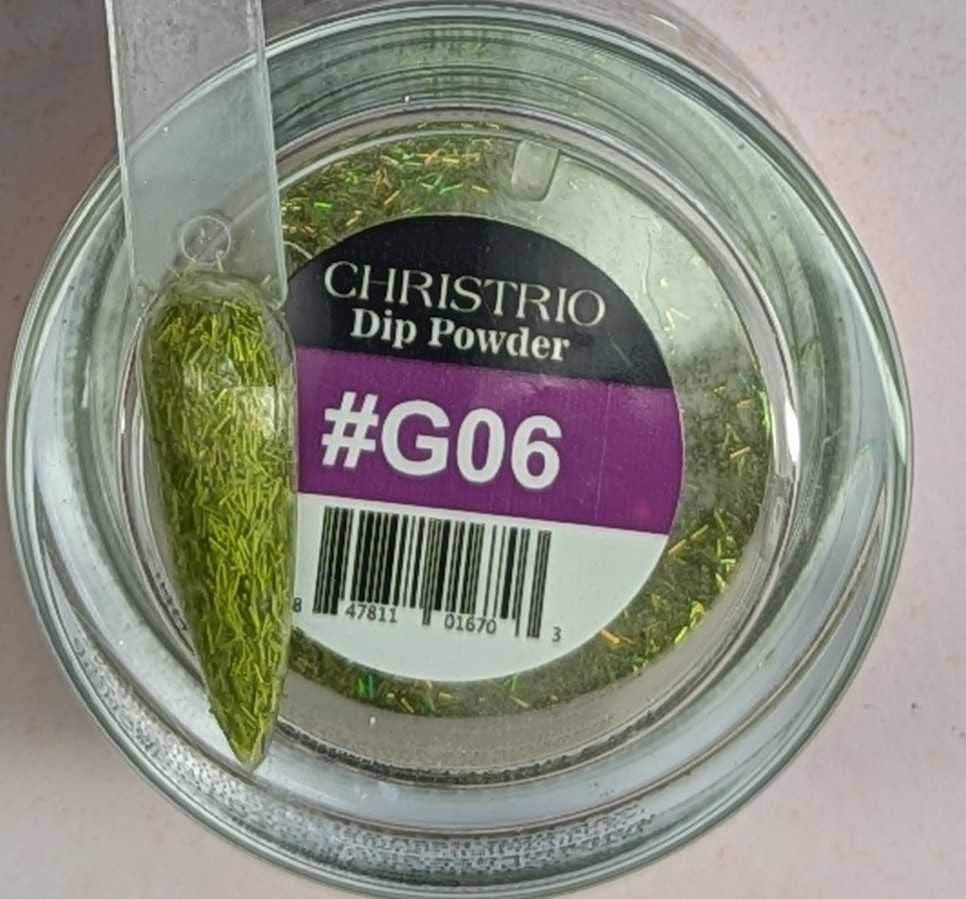 CHRISTRIO
Dip Powder
#G06
8 47811 01670 3